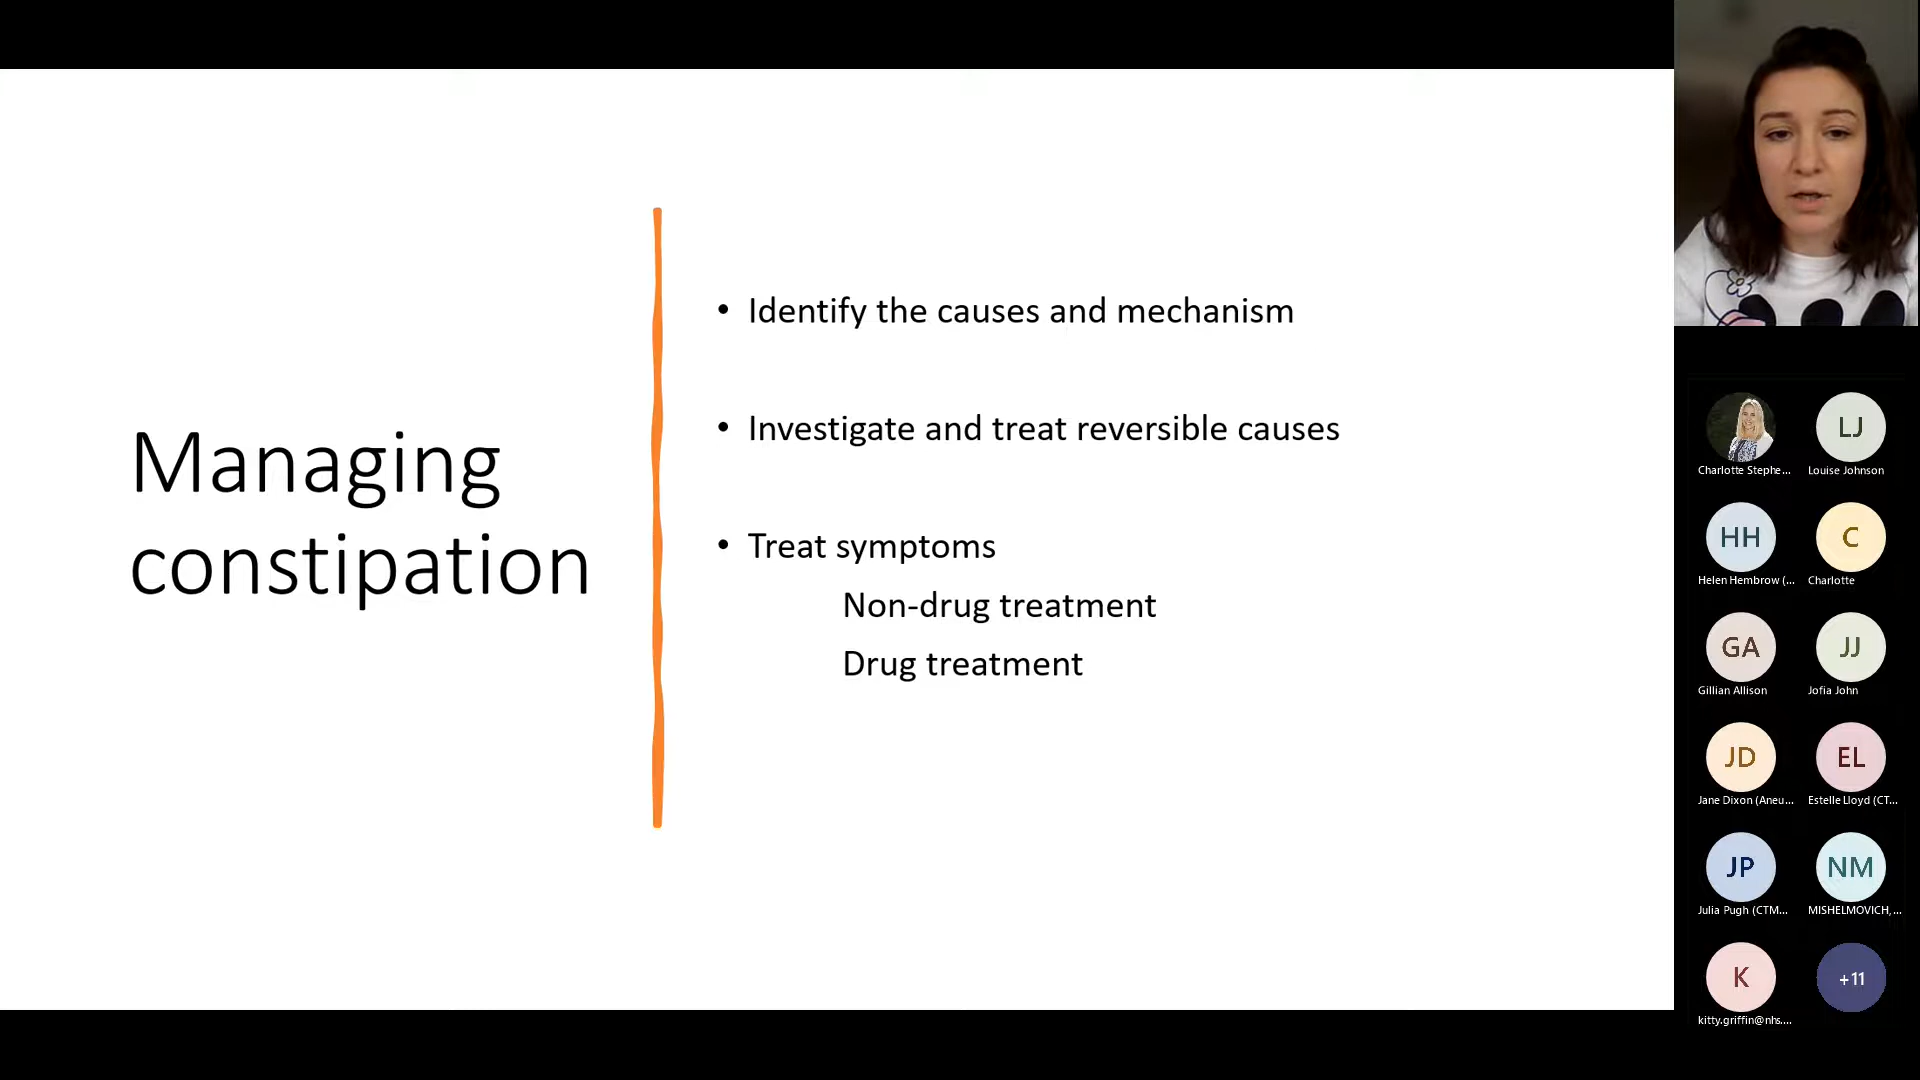 Managing
constipation
• Identify the causes and mechanism
• Investigate and treat reversible causes
• Treat symptoms
Non-drug treatment
Drug treatment
Charlotte Stephe...
LJ
Louise Johnson
HH
Helen Hembrow (...
C
Charlotte
GA
Gillian Allison
JJ
Jofia John
JD
Jane Dixon (Aneu...
EL
Estelle Lloyd (CT...
JP
Julia Pugh (CTM...
NM
MISHELMOVICH,...
K
kitty.griffin@nhs....
+11